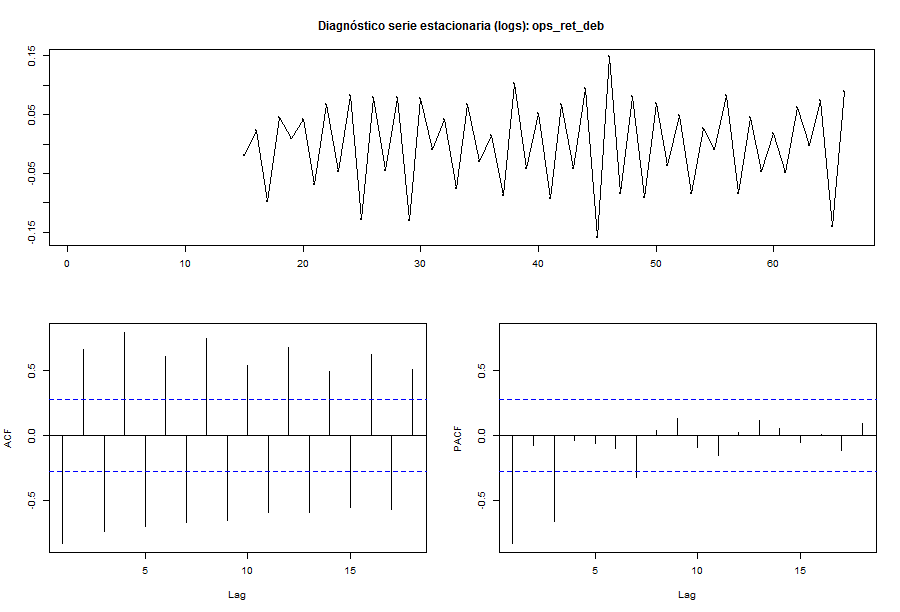 Diagnóstico serie estacionaria (logs): ops_ret_deb
0.15
0.05
-0.05
-0.15
0 10 20 30 40 50 60
ACF
0.5
0.0
-0.5
5 10 15
Lag
PACF
0.5
0.0
-0.5
5 10 15
Lag